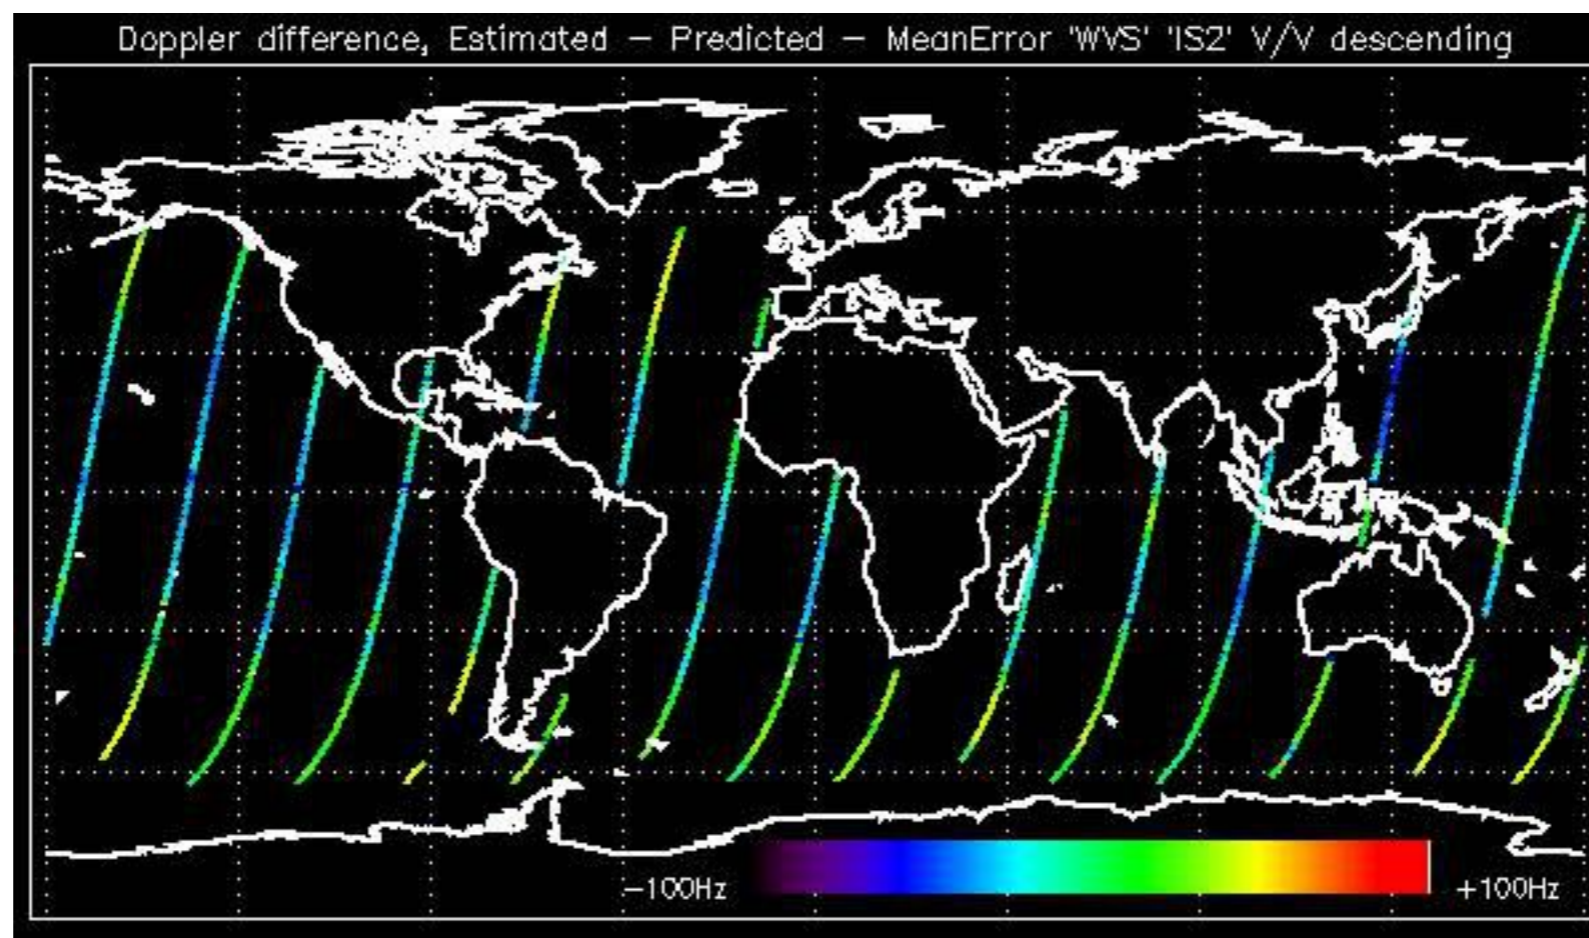 Doppler difference, Estimated – Predicted – MeanError 'WVS' 'IS2' V/V descending
–100Hz
+100Hz